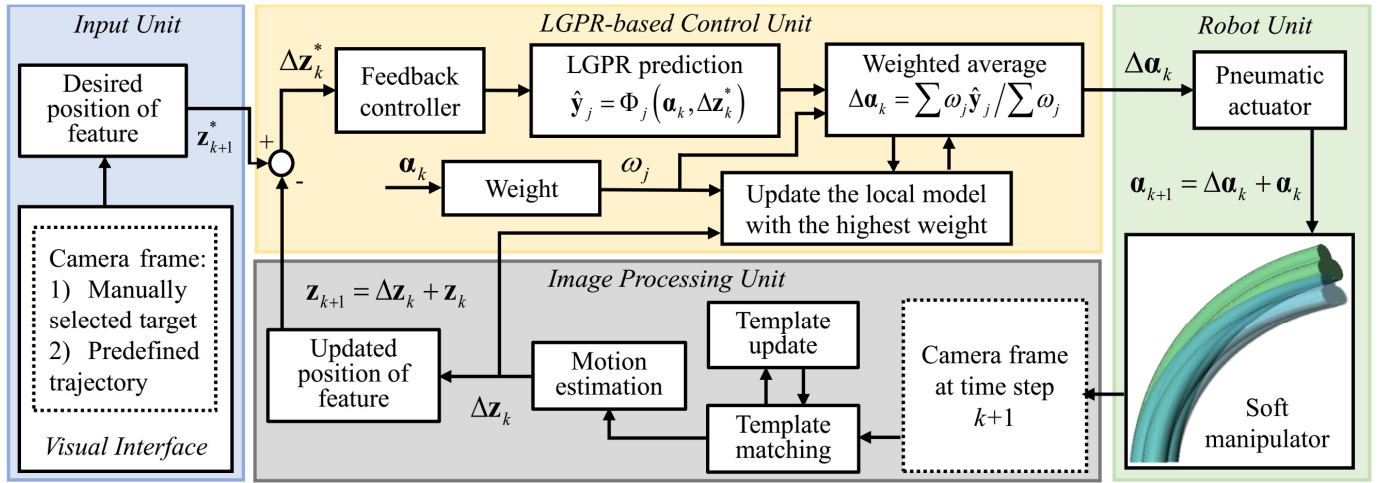 Input Unit
Desired
position of
feature
z*ₖ₊₁
Camera frame:
1) Manually
selected target
2) Predefined
trajectory
Visual Interface
LGPR-based Control Unit
+
-
Δz*ₖ
Feedback
controller
LGPR prediction
ŷⱼ = Φⱼ(αₖ, Δz*ₖ)
Weighted average
Δαₖ = ∑ωⱼŷⱼ / ∑ωⱼ
αₖ
Weight
ωⱼ
Update the local model
with the highest weight
Image Processing Unit
zₖ₊₁ = Δzₖ + zₖ
Updated
position of
feature
Δzₖ
Motion
estimation
Template
update
Template
matching
Camera frame
at time step
k+1
Robot Unit
Δαₖ
Pneumatic
actuator
αₖ₊₁ = Δαₖ + αₖ
Soft
manipulator